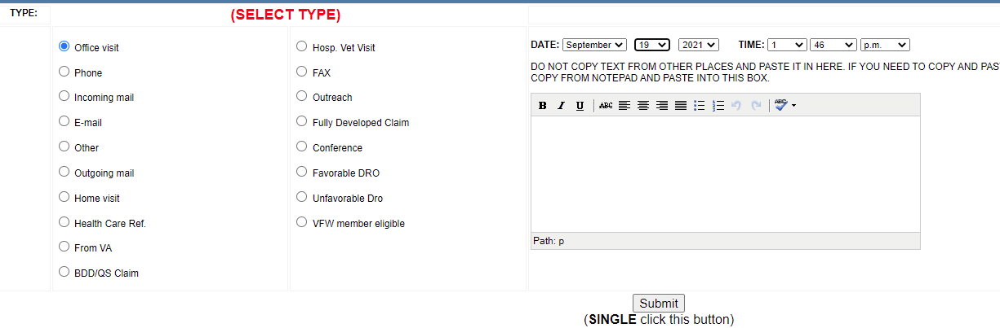 TYPE:
(SELECT TYPE)
Office visit
Phone
Incoming mail
E-mail
Other
Outgoing mail
Home visit
Health Care Ref.
From VA
BDD/QS Claim
Hosp. Vet Visit
FAX
Outreach
Fully Developed Claim
Conference
Favorable DRO
Unfavorable Dro
VFW member eligible
DATE: September 19 2021 TIME: 1 46 p.m.
DO NOT COPY TEXT FROM OTHER PLACES AND PASTE IT IN HERE. IF YOU NEED TO COPY AND PAS
COPY FROM NOTEPAD AND PASTE INTO THIS BOX.
B I U ABC ABC
Path: p
Submit
(SINGLE click this button)